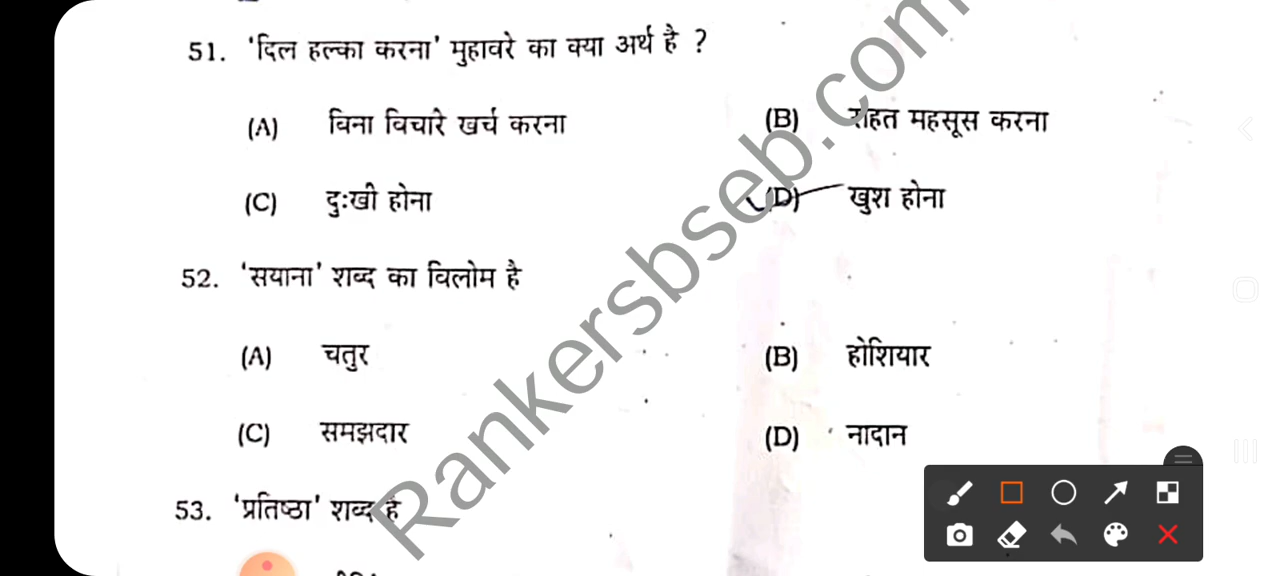 51. 'दिल हल्का करना' मुहावरे का क्या अर्थ है ?
(A) बिना विचारे खर्च करना
(B) राहत महसूस करना
(C) दुःखी होना
(D) खुश होना
52. 'सयाना' शब्द का विलोम है
(A) चतुर
(B) होशियार
(C) समझदार
(D) नादान
53. 'प्रतिष्ठा' शब्द है
Rankersbseb.com